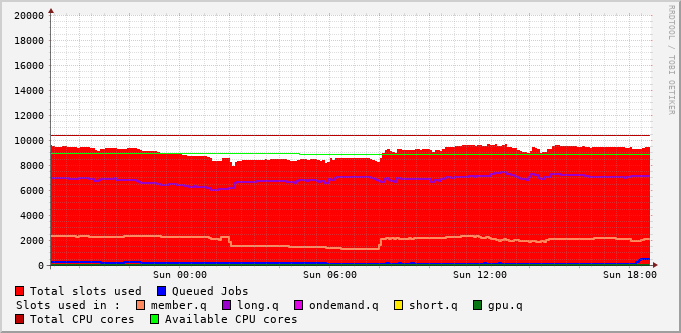 20000
18000
16000
14000
12000
10000
8000
6000
4000
2000
0
Sun 00:00 Sun 06:00 Sun 12:00 Sun 18:00
Total slots used Queued Jobs
Slots used in : member.q long.q ondemand.q short.q gpu.q
Total CPU cores Available CPU cores
RRDTOOL / TOBI OETIKER